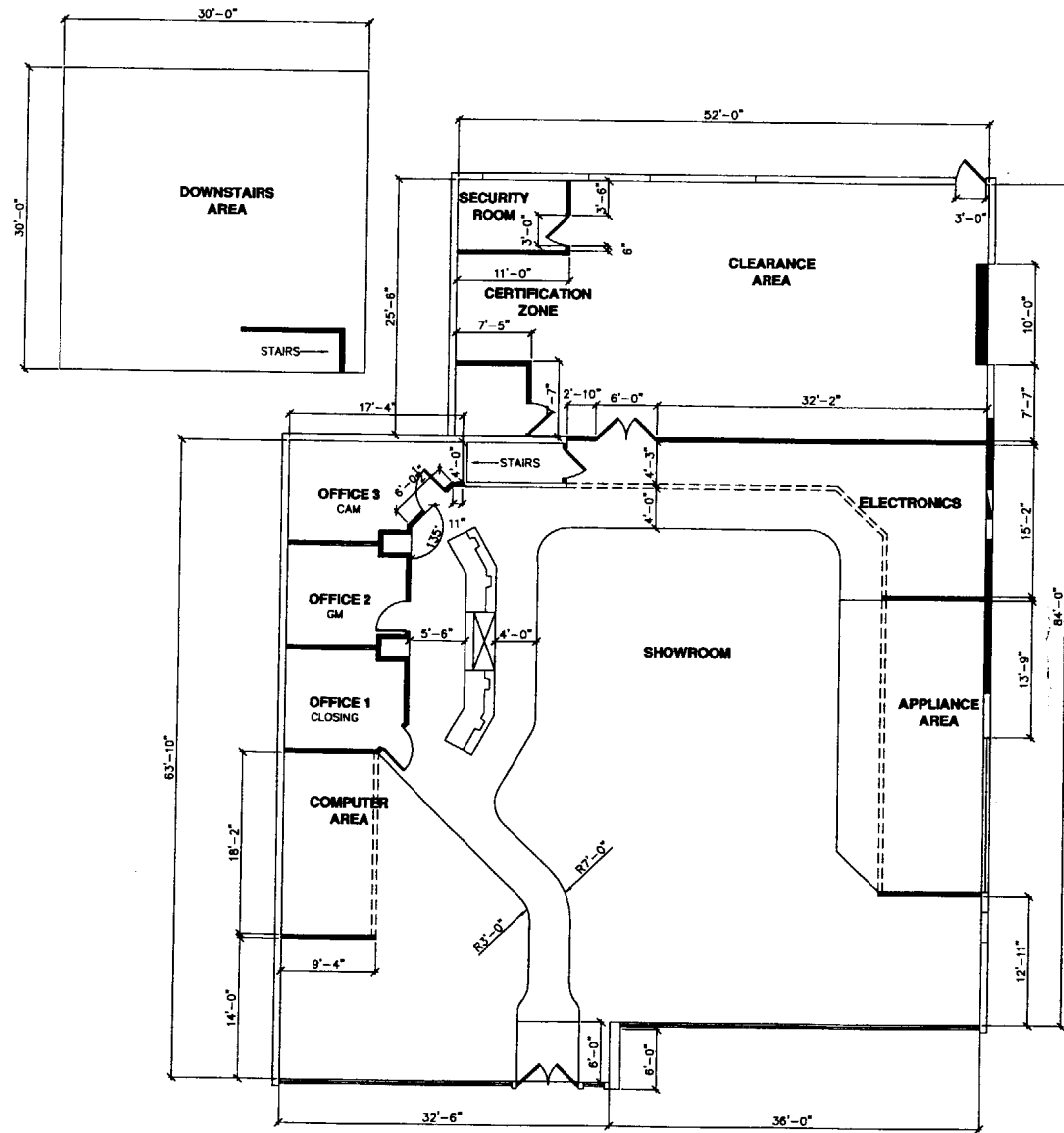 30'-0"
30'-0"
DOWNSTAIRS
AREA
STAIRS
52'-0"
SECURITY
ROOM
3'-6"
3'-0"
6"
3'-0"
11'-0"
CERTIFICATION
ZONE
CLEARANCE
AREA
25'-6"
7'-5"
10'-0"
7'-7"
17'-4"
2'-10"
6'-0"
32'-2"
4'-0"
STAIRS
4'-3"
4'-0"
OFFICE 3
CAM
11"
135°
ELECTRONICS
15'-2"
84'-0"
OFFICE 2
GM
5'-6"
4'-0"
SHOWROOM
OFFICE 1
CLOSING
APPLIANCE
AREA
13'-9"
63'-10"
COMPUTER
AREA
18'-2"
R7'-0"
R3'-0"
9'-4"
14'-0"
12'-11"
6'-0"
6'-0"
32'-6"
36'-0"